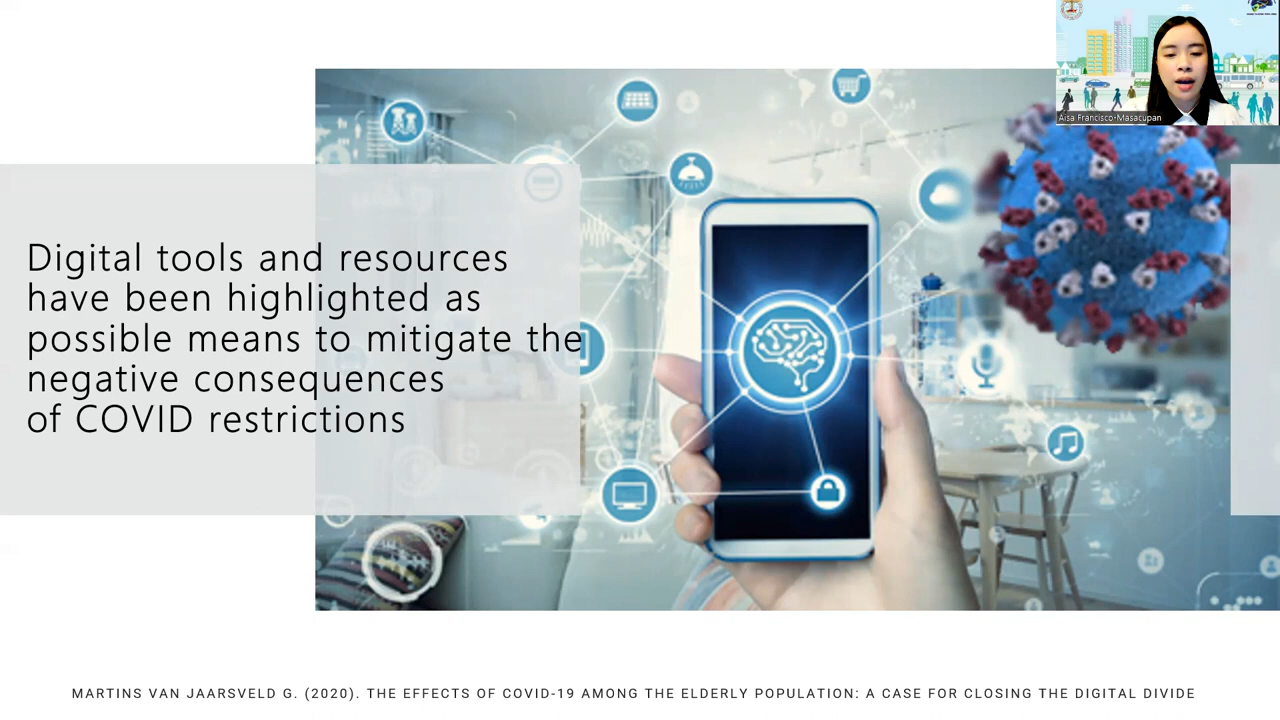 Aisa Francisco-Masacupan
Digital tools and resources
have been highlighted as
possible means to mitigate the
negative consequences
of COVID restrictions
MARTINS VAN JAARSVELD G. (2020). THE EFFECTS OF COVID-19 AMONG THE ELDERLY POPULATION: A CASE FOR CLOSING THE DIGITAL DIVIDE